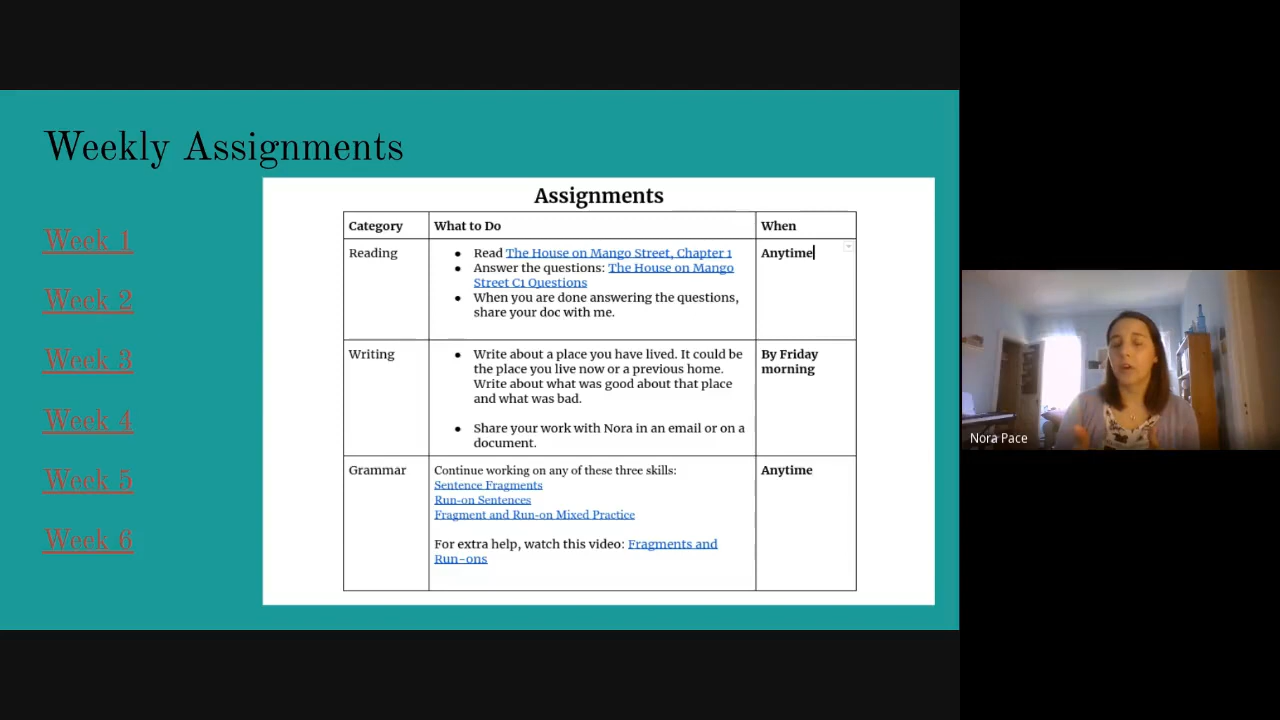 Weekly Assignments
Week 1
Week 2
Week 3
Week 4
Week 5
Week 6
Assignments
Category What to Do When
Reading
Read The House on Mango Street, Chapter 1
Answer the questions: The House on Mango
Street C1 Questions
When you are done answering the questions,
share your doc with me.
Anytime
Writing
Write about a place you have lived. It could be
the place you live now or a previous home.
Write about what was good about that place
and what was bad.
Share your work with Nora in an email or on a
document.
By Friday
morning
Grammar
Continue working on any of these three skills:
Sentence Fragments
Run-on Sentences
Fragment and Run-on Mixed Practice
For extra help, watch this video: Fragments and
Run-ons
Anytime
Nora Pace